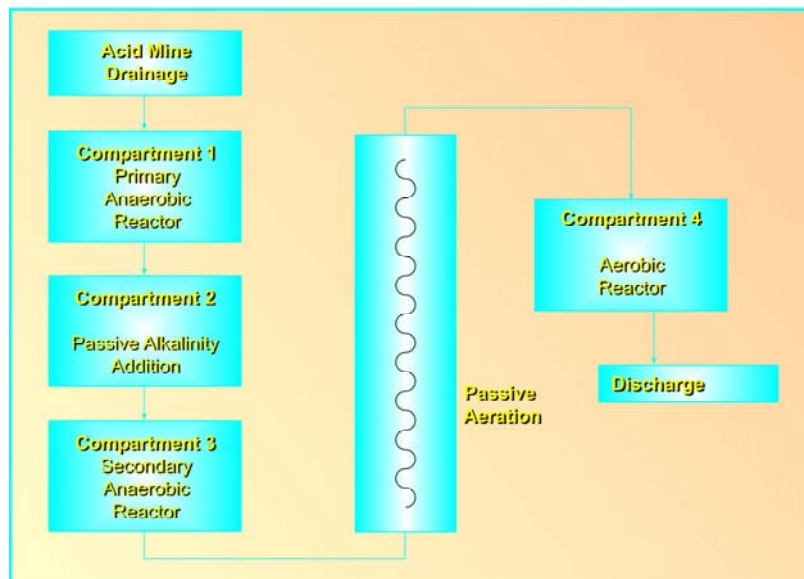 Acid Mine
Drainage
Compartment 1
Primary
Anaerobic
Reactor
Compartment 2
Passive Alkalinity
Addition
Compartment 3
Secondary
Anaerobic
Reactor
Passive
Aeration
Compartment 4
Aerobic
Reactor
Discharge